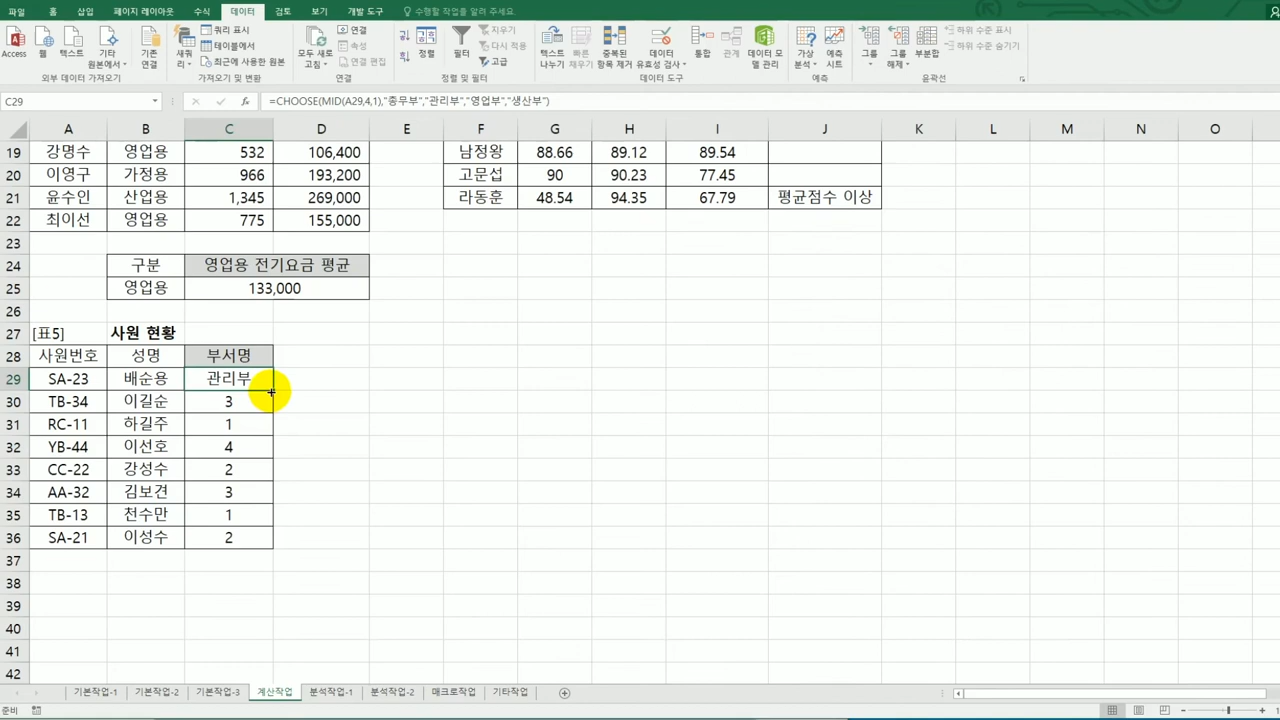 파일 홈 삽입 페이지 레이아웃 수식 데이터 검토 보기 개발 도구 수행할 작업을 알려 주세요.
Access 웹 텍스트 기타 원본에서 기존 연결 새쿼리 쿼리 표시 테이블에서 최근에 사용한 원본 모두 새로 고침 연결 속성 연결 편집 정렬 필터 지우기 다시 적용 고급 텍스트 나누기 빠른 채우기 중복된 항목 제거 데이터 유효성 검사 통합 관계 데이터 모델 관리 가상 분석 예측 시트 그룹 그룹 해제 부분합 하위 수준 표시 하위 수준 숨기기
외부 데이터 가져오기 가져오기 및 변환 연결 정렬 및 필터 데이터 도구 예측 윤곽선
C29 fx =CHOOSE(MID(A29,4,1),"총무부","관리부","영업부","생산부")
A B C D E F G H I J K L M N O
19 강명수 영업용 532 106,400 남정왕 88.66 89.12 89.54
20 이영구 가정용 966 193,200 고문섭 90 90.23 77.45
21 윤수인 산업용 1,345 269,000 라동훈 48.54 94.35 67.79 평균점수 이상
22 최이선 영업용 775 155,000
23
24 구분 영업용 전기요금 평균
25 영업용 133,000
26
27 [표5] 사원 현황
28 사원번호 성명 부서명
29 SA-23 배순용 관리부
30 TB-34 이길순 3
31 RC-11 하길주 1
32 YB-44 이선호 4
33 CC-22 강성수 2
34 AA-32 김보견 3
35 TB-13 천수만 1
36 SA-21 이성수 2
37
38
39
40
41
42
기본작업-1 기본작업-2 기본작업-3 계산작업 분석작업-1 분석작업-2 매크로작업 기타작업
준비